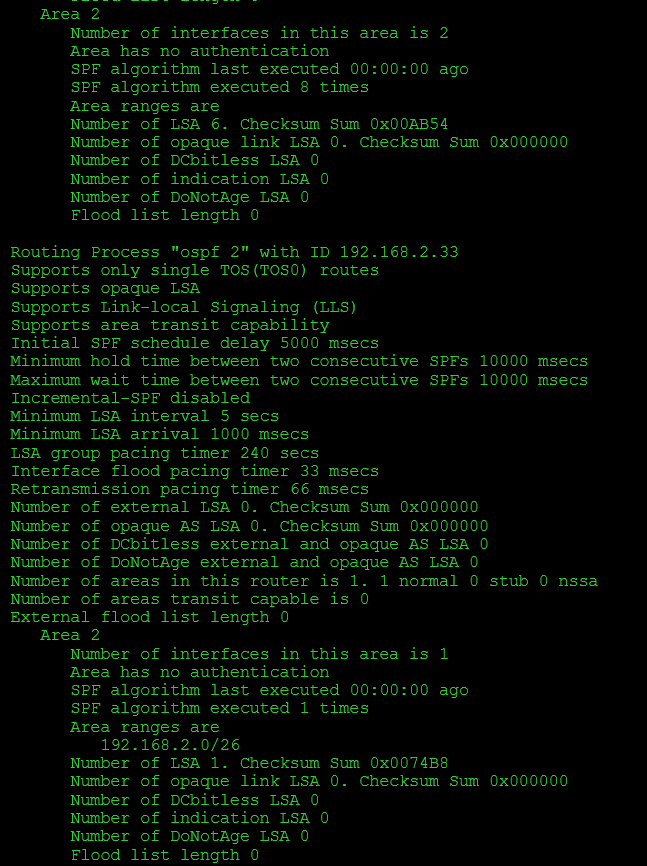 Flood list length 0
Area 2
Number of interfaces in this area is 2
Area has no authentication
SPF algorithm last executed 00:00:00 ago
SPF algorithm executed 8 times
Area ranges are
Number of LSA 6. Checksum Sum 0x00AB54
Number of opaque link LSA 0. Checksum Sum 0x000000
Number of DCbitless LSA 0
Number of indication LSA 0
Number of DoNotAge LSA 0
Flood list length 0
Routing Process "ospf 2" with ID 192.168.2.33
Supports only single TOS(TOS0) routes
Supports opaque LSA
Supports Link-local Signaling (LLS)
Supports area transit capability
Initial SPF schedule delay 5000 msecs
Minimum hold time between two consecutive SPFs 10000 msecs
Maximum wait time between two consecutive SPFs 10000 msecs
Incremental-SPF disabled
Minimum LSA interval 5 secs
Minimum LSA arrival 1000 msecs
LSA group pacing timer 240 secs
Interface flood pacing timer 33 msecs
Retransmission pacing timer 66 msecs
Number of external LSA 0. Checksum Sum 0x000000
Number of opaque AS LSA 0. Checksum Sum 0x000000
Number of DCbitless external and opaque AS LSA 0
Number of DoNotAge external and opaque AS LSA 0
Number of areas in this router is 1. 1 normal 0 stub 0 nssa
Number of areas transit capable is 0
External flood list length 0
Area 2
Number of interfaces in this area is 1
Area has no authentication
SPF algorithm last executed 00:00:00 ago
SPF algorithm executed 1 times
Area ranges are
192.168.2.0/26
Number of LSA 1. Checksum Sum 0x0074B8
Number of opaque link LSA 0. Checksum Sum 0x000000
Number of DCbitless LSA 0
Number of indication LSA 0
Number of DoNotAge LSA 0
Flood list length 0